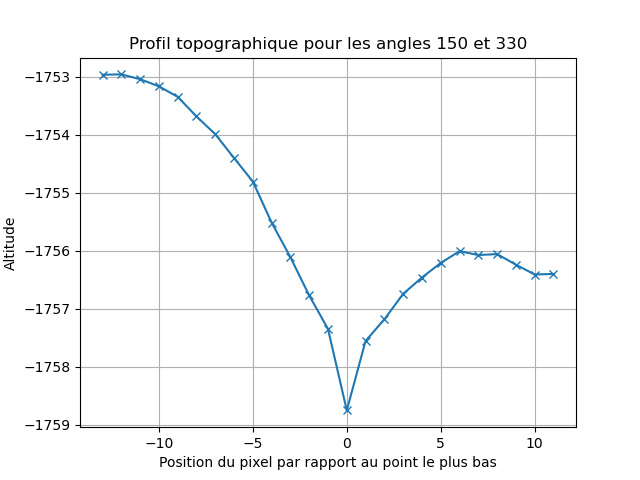 Profil topographique pour les angles 150 et 330
Altitude
−1753
−1754
−1755
−1756
−1757
−1758
−1759
−10 −5 0 5 10
Position du pixel par rapport au point le plus bas